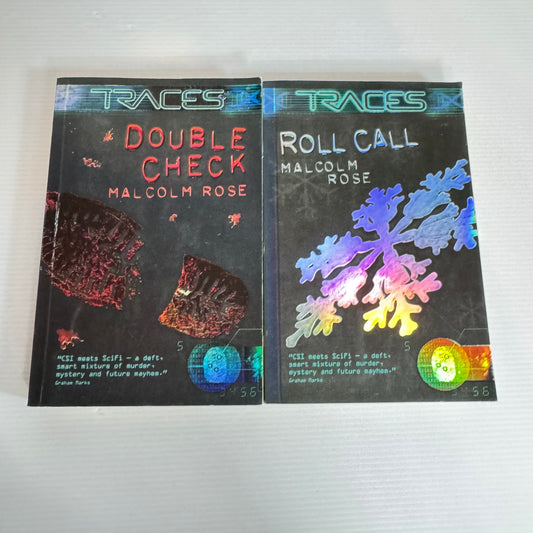 TRACES
DOUBLE
CHECK
MALCOLM ROSE
"CSI meets SciFi – a deft,
smart mixture of murder,
mystery and future mayhem."
Graham Marks
TRACES
ROLL CALL
MALCOLM
ROSE
"CSI meets SciFi – a deft,
smart mixture of murder,
mystery and future mayhem."
Graham Marks